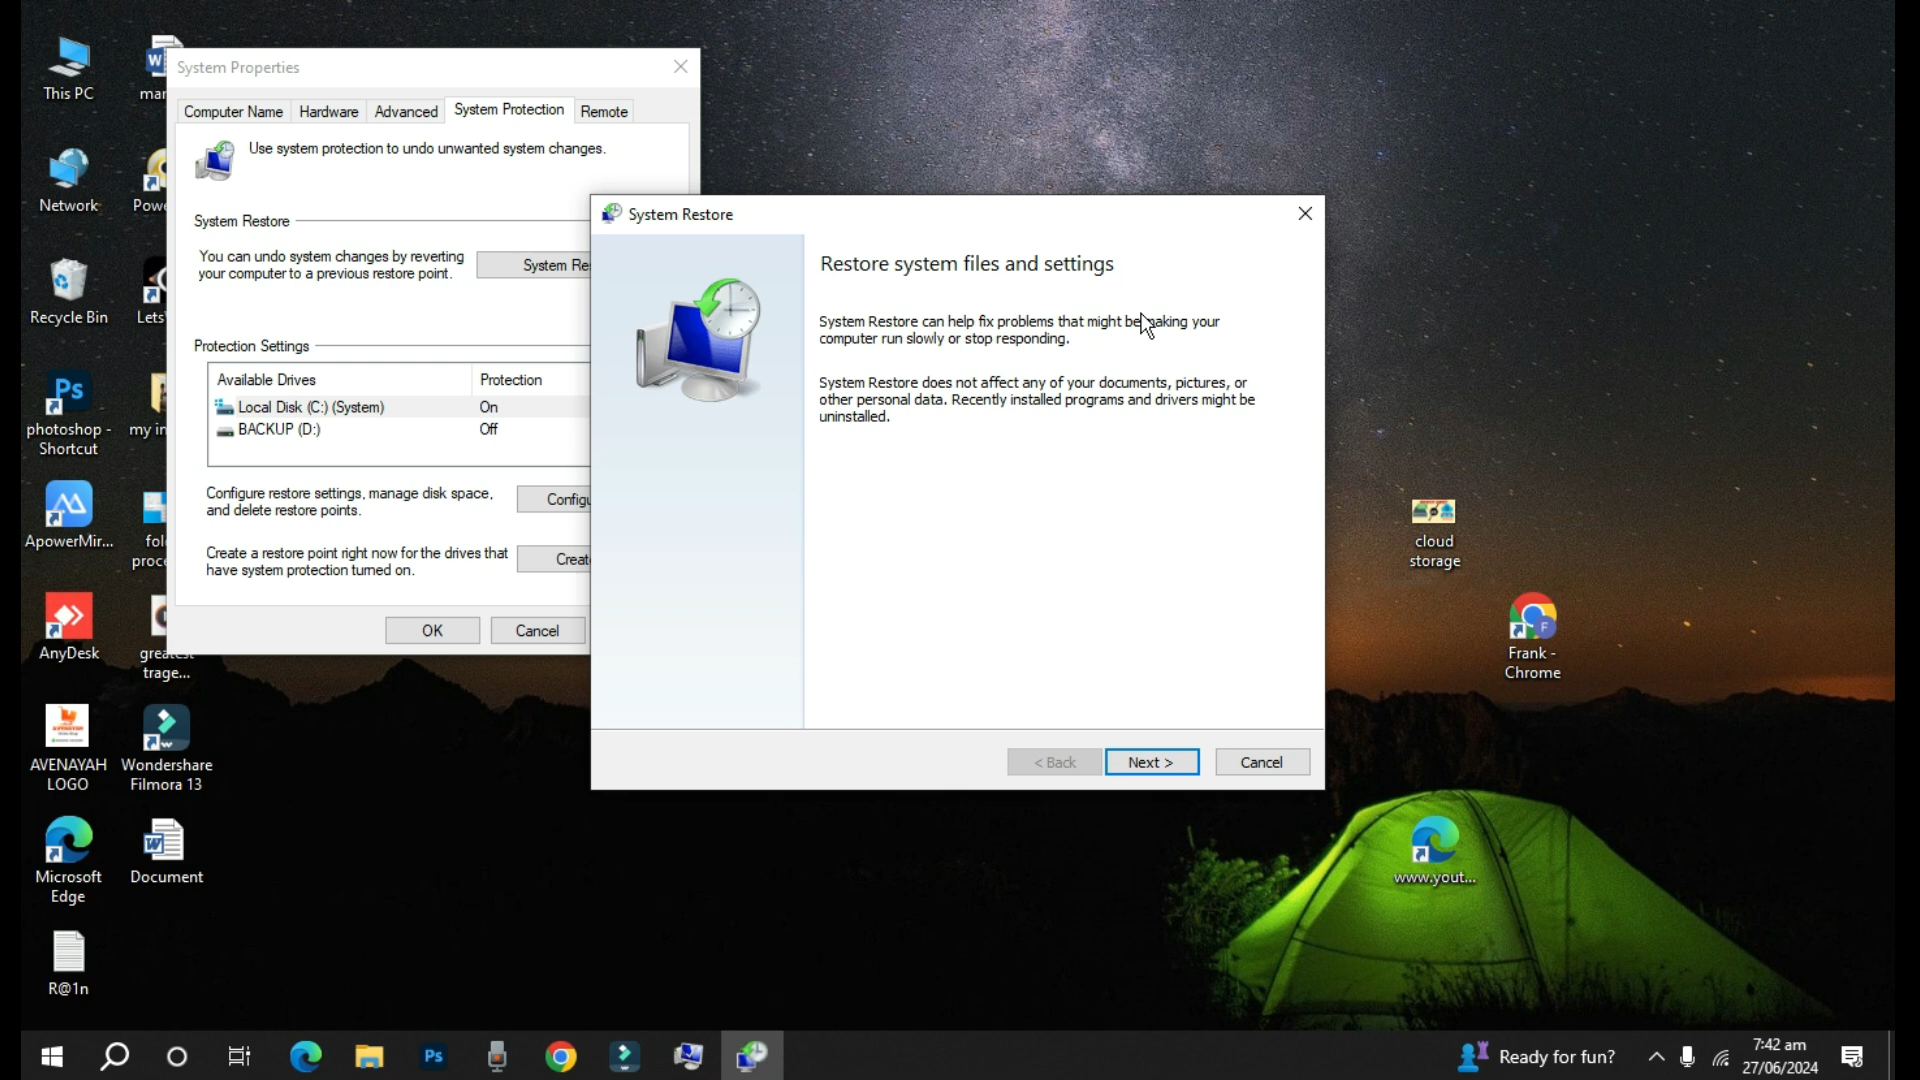 This PC
Network
Recycle Bin
photoshop -
Shortcut
ApowerMir...
AnyDesk
AVENAYAH
LOGO
Microsoft
Edge
R@1n
Wondershare
Filmora 13
Document
greatest
trage...
System Properties
Computer Name
Hardware
Advanced
System Protection
Remote
Use system protection to undo unwanted system changes.
System Restore
You can undo system changes by reverting
your computer to a previous restore point.
System Re
Protection Settings
Available Drives Protection
Local Disk (C:) (System) On
BACKUP (D:) Off
Configure restore settings, manage disk space,
and delete restore points.
Configu
Create a restore point right now for the drives that
have system protection turned on.
Creat
OK
Cancel
System Restore
Restore system files and settings
System Restore can help fix problems that might be making your
computer run slowly or stop responding.
System Restore does not affect any of your documents, pictures, or
other personal data. Recently installed programs and drivers might be
uninstalled.
< Back
Next >
Cancel
cloud
storage
Frank -
Chrome
www.yout...
Ready for fun?
7:42 am
27/06/2024